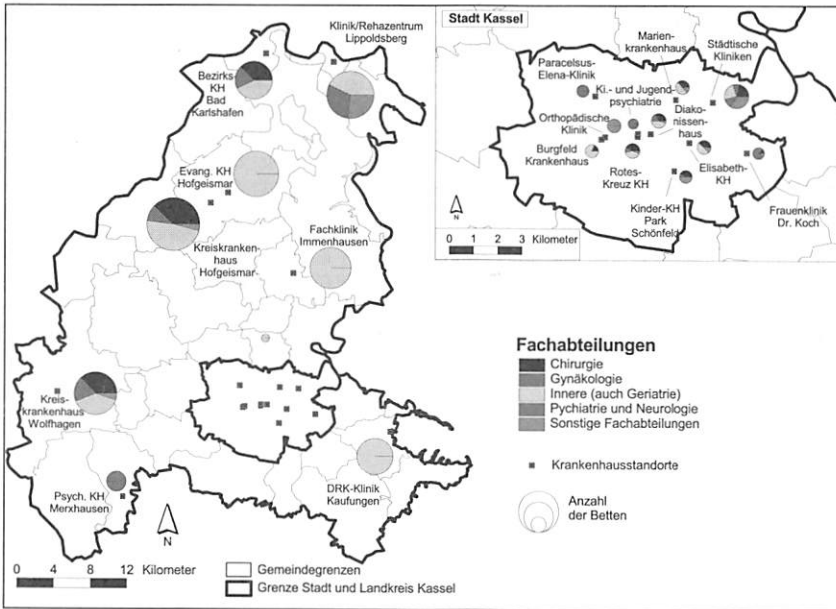 Klinik/Rehazentrum
Lippoldsberg
Bezirks-
KH
Bad
Karlshafen
Evang. KH
Hofgeismar
Kreiskranken-
haus
Hofgeismar
Fachklinik
Immenhausen
Kreis-
krankenhaus
Wolfhagen
Psych. KH
Merxhausen
DRK-Klinik
Kaufungen
N
0 4 8 12 Kilometer
Gemeindegrenzen
Grenze Stadt und Landkreis Kassel
Stadt Kassel
Marien-
krankenhaus
Städtische
Kliniken
Paracelsus-
Elena-Klinik
Ki.- und Jugend-
psychiatrie
Orthopädische
Klinik
Diako-
nissen-
haus
Burgfeld
Krankenhaus
Rotes-
Kreuz KH
Elisabeth-
KH
Kinder-KH
Park
Schönfeld
Frauenklinik
Dr. Koch
N
0 1 2 3 Kilometer
Fachabteilungen
Chirurgie
Gynäkologie
Innere (auch Geriatrie)
Pychiatrie und Neurologie
Sonstige Fachabteilungen
Krankenhausstandorte
Anzahl
der Betten